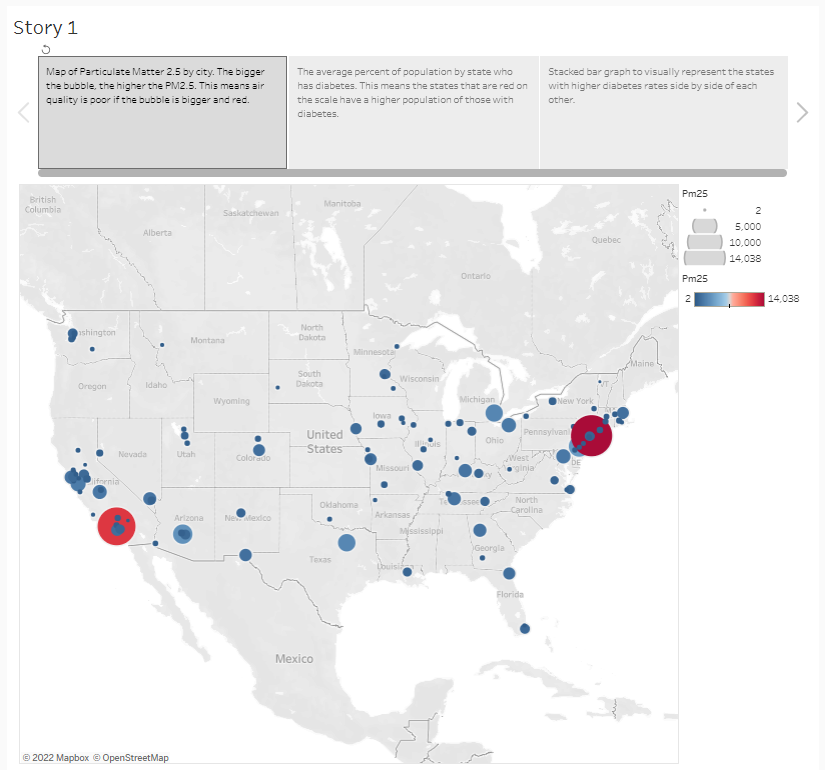 Story 1
Map of Particulate Matter 2.5 by city. The bigger
the bubble, the higher the PM2.5. This means air
quality is poor if the bubble is bigger and red.
The average percent of population by state who
has diabetes. This means the states that are red on
the scale have a higher population of those with
diabetes.
Stacked bar graph to visually represent the states
with higher diabetes rates side by side of each
other.
British
Columbia
Alberta
Saskatchewan
Manitoba
Ontario
Quebec
Pm25
2
5,000
10,000
14,038
Pm25
2
14,038
ashington
Montana
North
Dakota
Minnesota
Maine
Oregon
Idaho
South
Dakota
Wisconsin
Michigan
VT
New York
Wyoming
Iowa
Pennsylvani
Nevada
Utah
Colorado
United
States
Illinois
Ohio
DE
lifornia
Missouri
West
ginia
Arizona
New Mexico
Oklahoma
Arkansas
North
Carolina
Mississippi
Texas
Georgia
Florida
Mexico
© 2022 Mapbox © OpenStreetMap